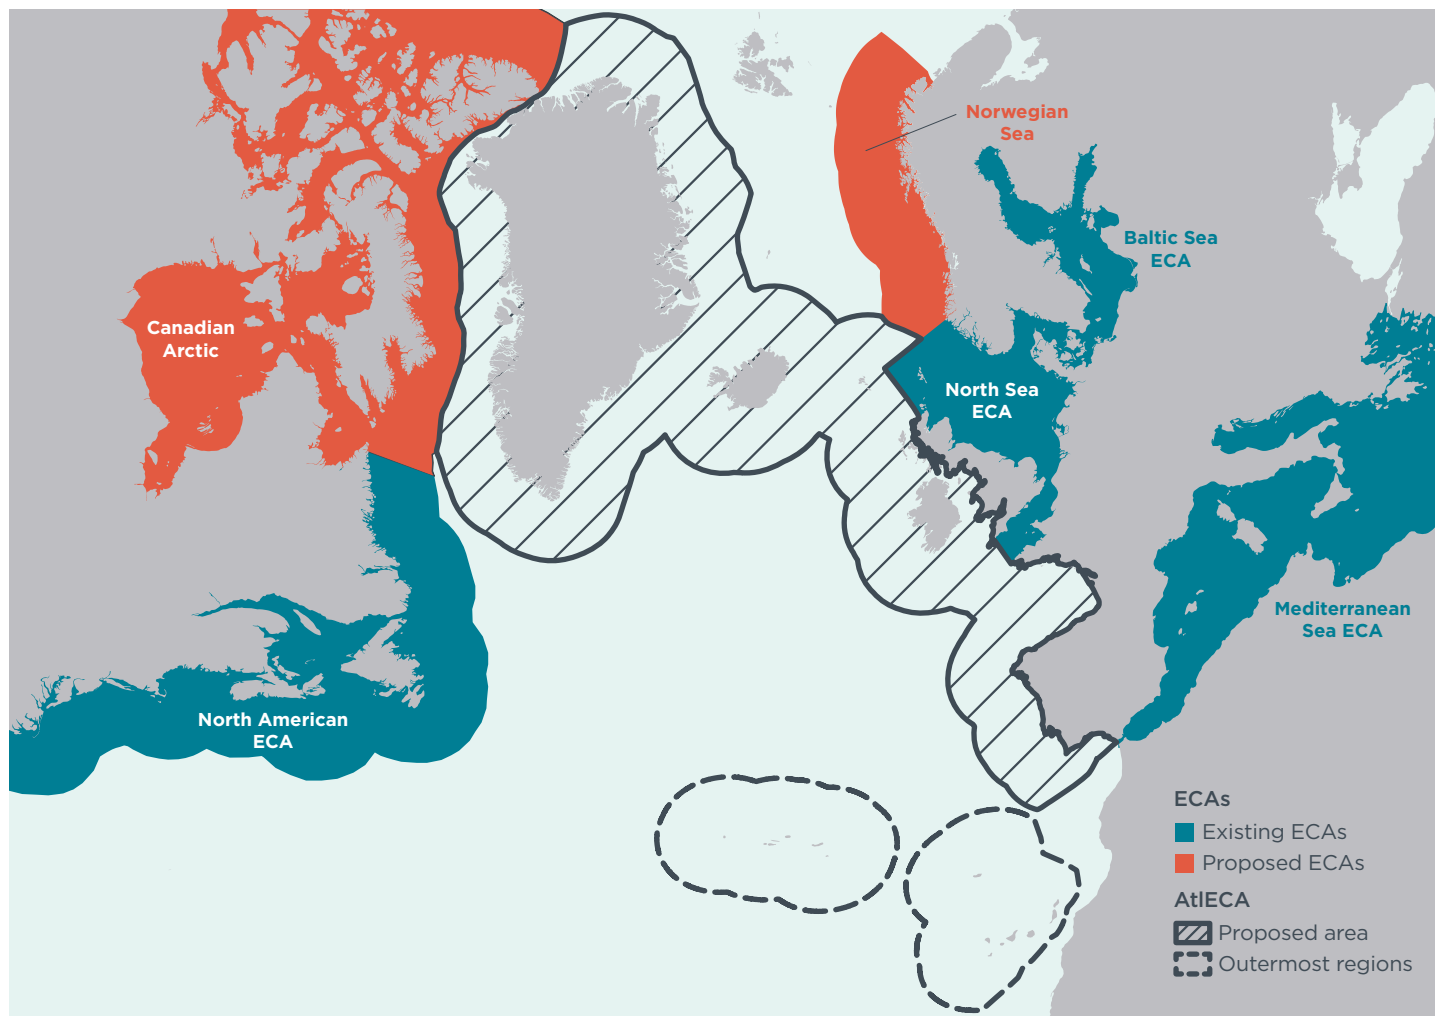 Norwegian
Sea
Baltic Sea
ECA
Canadian
Arctic
North Sea
ECA
Mediterranean
Sea ECA
North American
ECA
ECAs
Existing ECAs
Proposed ECAs
AtlECA
Proposed area
Outermost regions